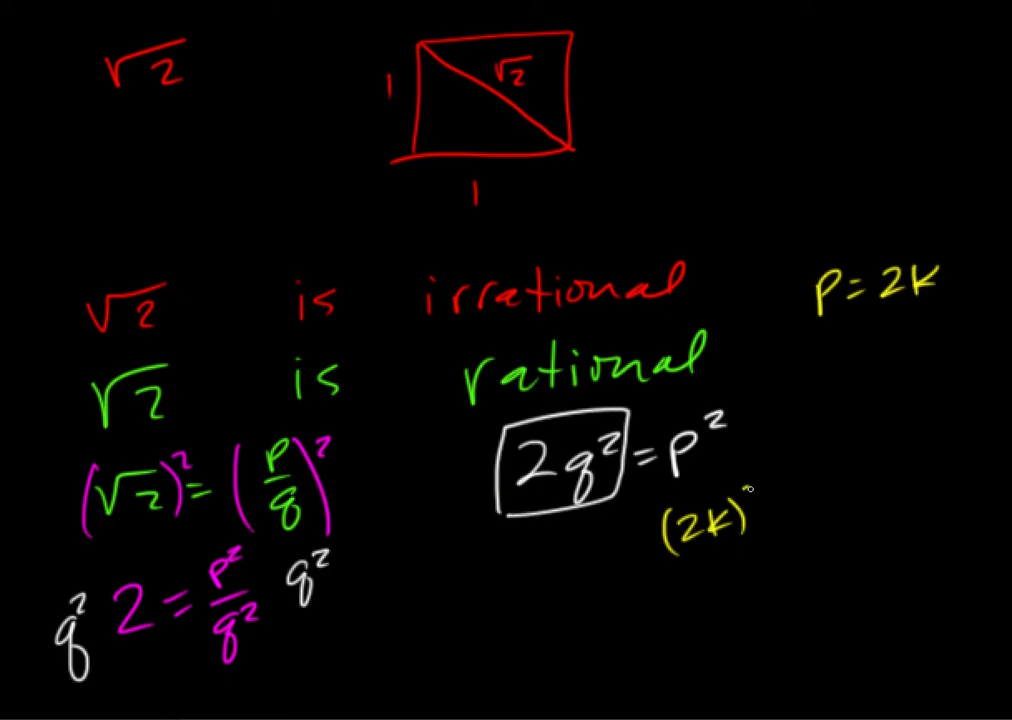 √2
√2
1
1
√2 is irrational
p = 2k
√2 is rational
2q² = p²
(√2)² = (p/q)²
(2k)
q² 2 = p²/q² q²